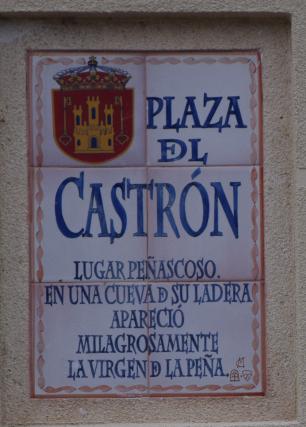 PLAZA
DL
CASTRÓN
LUGAR PEÑASCOSO.
EN UNA CUEVA D SU LADERA
APARECIÓ
MILAGROSAMENTE
LA VIRGEN D LA PEÑA.